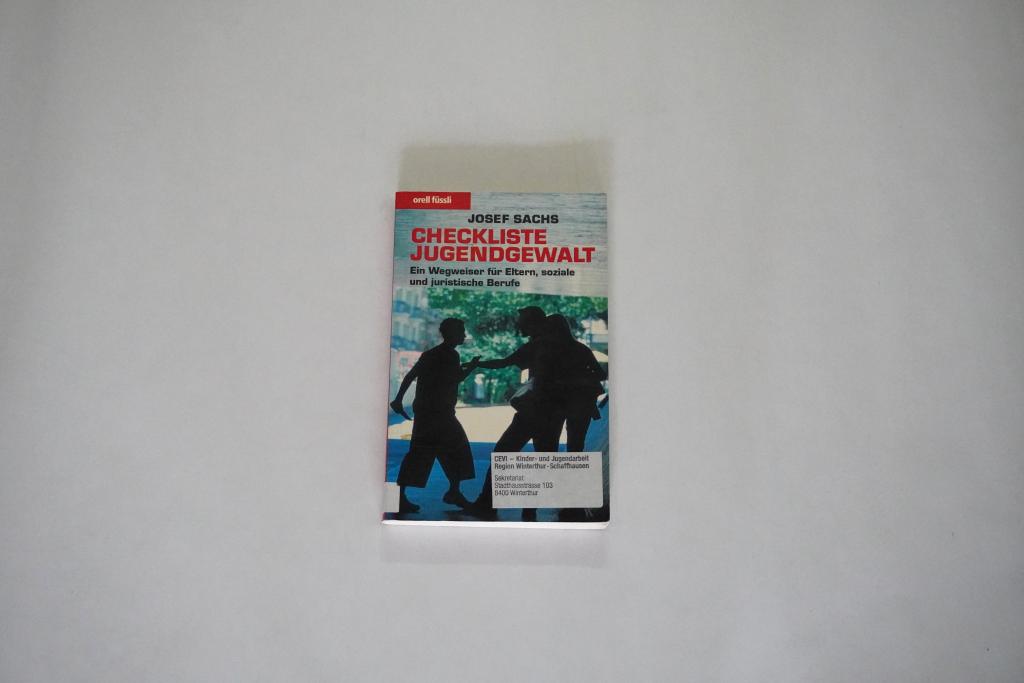 orell füssli
JOSEF SACHS
CHECKLISTE
JUGENDGEWALT
Ein Wegweiser für Eltern, soziale
und juristische Berufe
CEVI – Kinder- und Jugendarbeit
Region Winterthur - Schaffhausen
Sekretariat:
Stadthausstrasse 103
8400 Winterthur